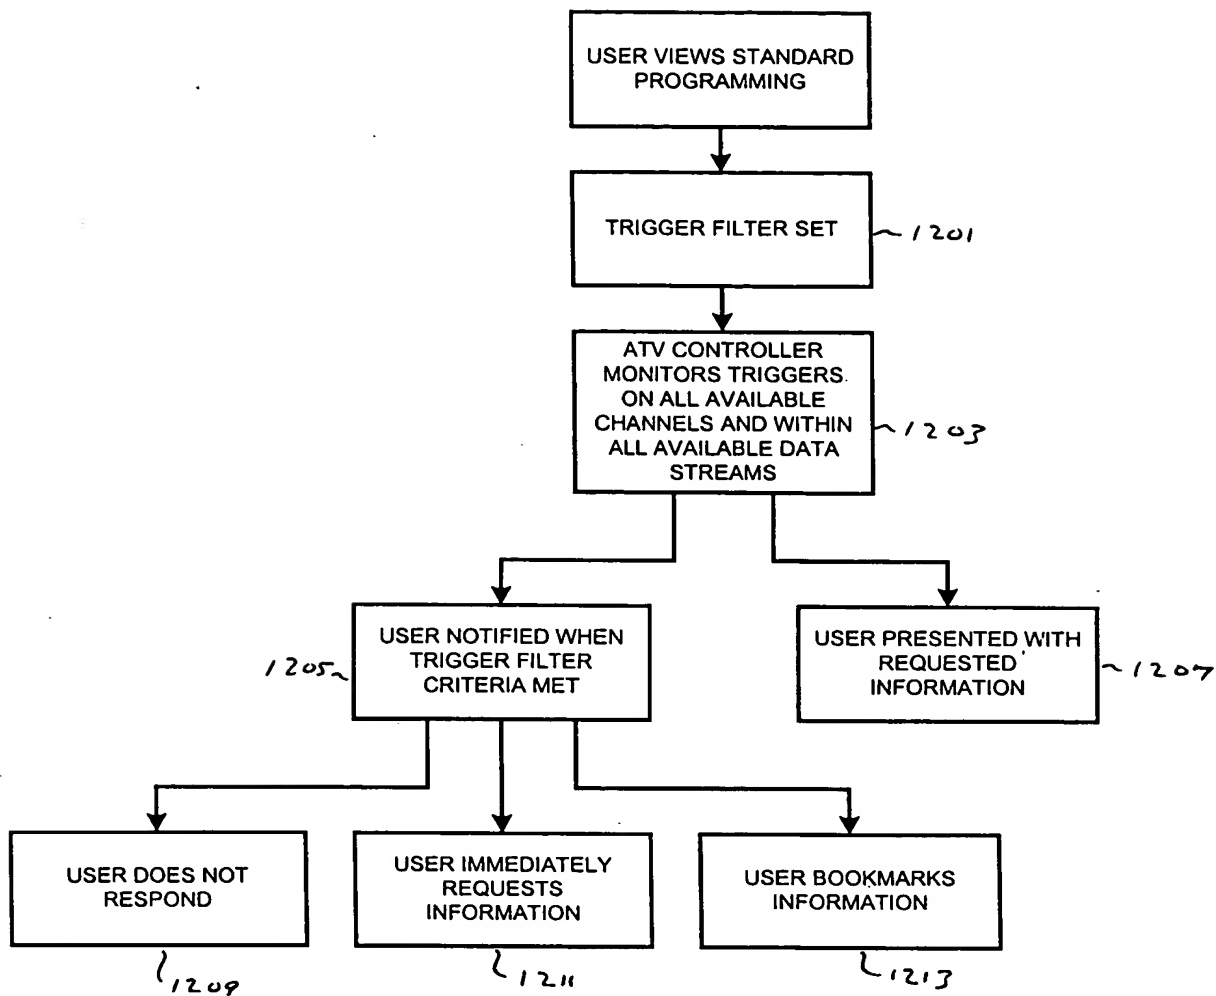 USER VIEWS STANDARD
PROGRAMMING
TRIGGER FILTER SET
1201
ATV CONTROLLER
MONITORS TRIGGERS
ON ALL AVAILABLE
CHANNELS AND WITHIN
ALL AVAILABLE DATA
STREAMS
1203
USER NOTIFIED WHEN
TRIGGER FILTER
CRITERIA MET
1205
USER PRESENTED WITH
REQUESTED
INFORMATION
1207
USER DOES NOT
RESPOND
1209
USER IMMEDIATELY
REQUESTS
INFORMATION
1211
USER BOOKMARKS
INFORMATION
1213